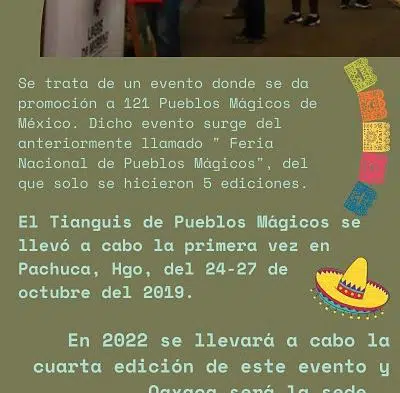 Se trata de un evento donde se da
promoción a 121 Pueblos Mágicos de
México. Dicho evento surge del
anteriormente llamado " Feria
Nacional de Pueblos Mágicos", del
que solo se hicieron 5 ediciones.
El Tianguis de Pueblos Mágicos se
llevó a cabo la primera vez en
Pachuca, Hgo, del 24-27 de
octubre del 2019.
En 2022 se llevará a cabo la
cuarta edición de este evento y
Oaxaca será la sede